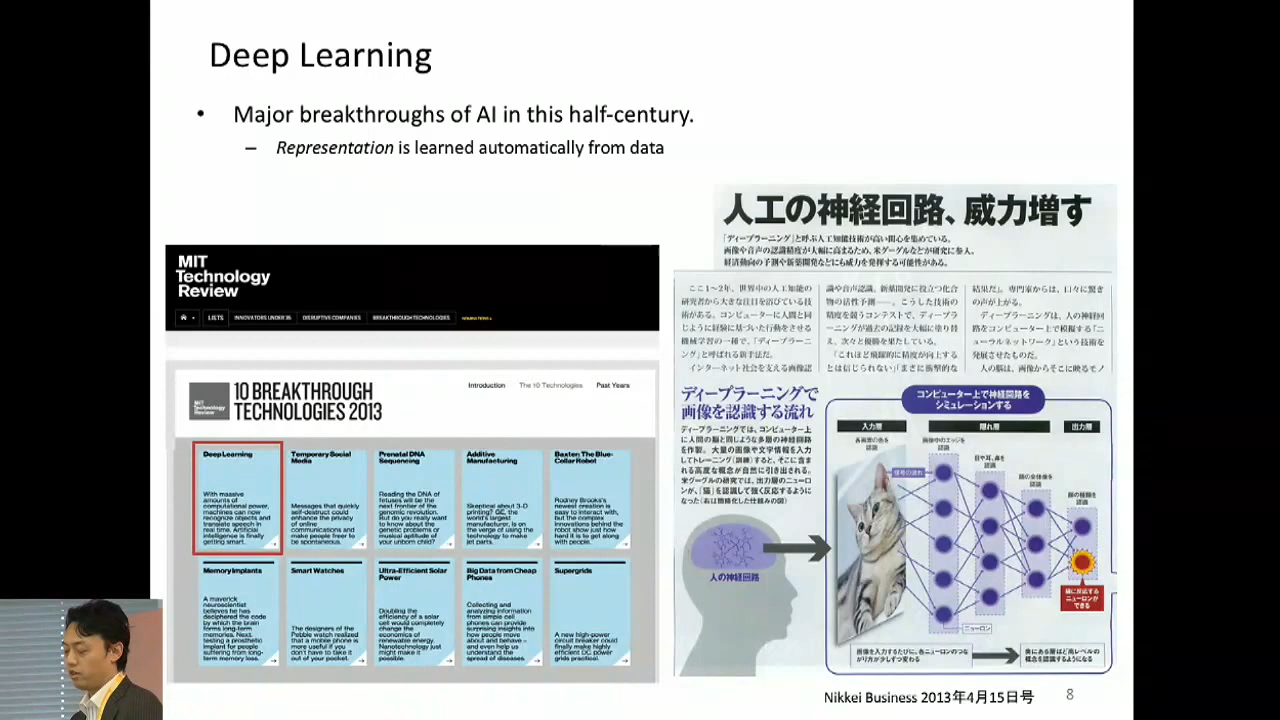 Deep Learning
• Major breakthroughs of AI in this half-century.
– Representation is learned automatically from data
MIT
Technology
Review
LISTS INNOVATORS UNDER 35 DISRUPTIVE COMPANIES BREAKTHROUGH TECHNOLOGIES
MIT
Technology
Review
10 BREAKTHROUGH
TECHNOLOGIES 2013
Introduction The 10 Technologies Past Years
Deep Learning
With massive
amounts of
computational power,
machines can now
recognize objects and
translate speech in
real time. Artificial
intelligence is finally
getting smart.
Temporary Social
Media
Messages that quickly
self-destruct could
enhance the privacy
of online
communications and
make people freer to
be spontaneous.
Prenatal DNA
Sequencing
Reading the DNA of
fetuses will be the
next frontier of the
genomic revolution.
But do you really want
to know about the
genetic problems or
musical aptitude of
your unborn child?
Additive
Manufacturing
Skeptical about 3-D
printing? GE, the
world's largest
manufacturer, is on
the verge of using the
technology to make
jet parts.
Baxter: The Blue-
Collar Robot
Rodney Brooks's
newest creation is
easy to interact with,
but the complex
innovations behind the
robot show just how
hard it is to get along
with people.
Memory Implants
A maverick
neuroscientist
believes he has
deciphered the code
by which the brain
forms long-term
memories. Next:
testing a prosthetic
implant for people
suffering from long-
term memory loss.
Smart Watches
The designers of the
Pebble watch realized
that a mobile phone is
more useful if you
don't have to take it
out of your pocket.
Ultra-Efficient Solar
Power
Doubling the
efficiency of a solar
cell would completely
change the
economics of
renewable energy.
Nanotechnology just
might make it
possible.
Big Data from Cheap
Phones
Collecting and
analyzing information
from simple cell
phones can provide
surprising insights into
how people move
about and behave –
and even help us
understand the
spread of diseases.
Supergrids
A new high-power
circuit breaker could
finally make highly
efficient DC power
grids practical.
人工の神経回路、威力増す
「ディープラーニング」と呼ぶ人工知能技術が高い関心を集めている。
画像や音声の認識精度が大幅に高まるため、米グーグルなどが研究に参入。
経済動向の予測や新薬開発などにも威力を発揮する可能性がある。
ここ1〜2年、世界中の人工知能の
研究者から大きな注目を浴びている技
術がある。コンピューターに人間と同
じように経験に基づいた行動をさせる
機械学習の一種で、「ディープラーニ
ング」と呼ばれる新手法だ。
インターネット社会を支える画像認
識や音声認識、新薬開発に役立つ化合
物の活性予測──。こうした技術の
精度を競うコンテストで、ディープラ
ーニングが過去の記録を大幅に塗り替
え、次々と優勝を果たしている。
「これほど飛躍的に精度が向上する
とは信じられない」「まさに衝撃的な
結果だ」。専門家からは、口々に驚き
の声が上がる。
ディープラーニングは、人の神経回
路をコンピューター上で模擬する「ニ
ューラルネットワーク」という技術を
発展させたものだ。
人の脳は、画像からそこに映るモノ
ディープラーニングで
画像を認識する流れ
ディープラーニングでは、コンピューター上
に人間の脳と同じような多層の神経回路
を作製。大量の画像や文字情報を入力
してトレーニング(訓練)すると、そこに含ま
れる高度な概念が自然に引き出される。
米グーグルの研究では、出力層のニューロ
ンが、「猫」を認識して強く反応するように
なった(右は簡略化した仕組みの図)
人の神経回路
コンピューター上で神経回路を
シミュレーションする
入力層 隠れ層 出力層
各画素の色を
認識
画像中のエッジを
認識
目や耳、鼻を
認識
顔の全体像を
認識
顔の種類を
認識
信号の流れ
猫に反応する
ニューロンが
できる
ニューロン
画像を入力するたびに、各ニューロンのつな
がり方が少しずつ変わる
奥にある層ほど高レベルの
概念を認識するようになる
Nikkei Business 2013年4月15日号
8